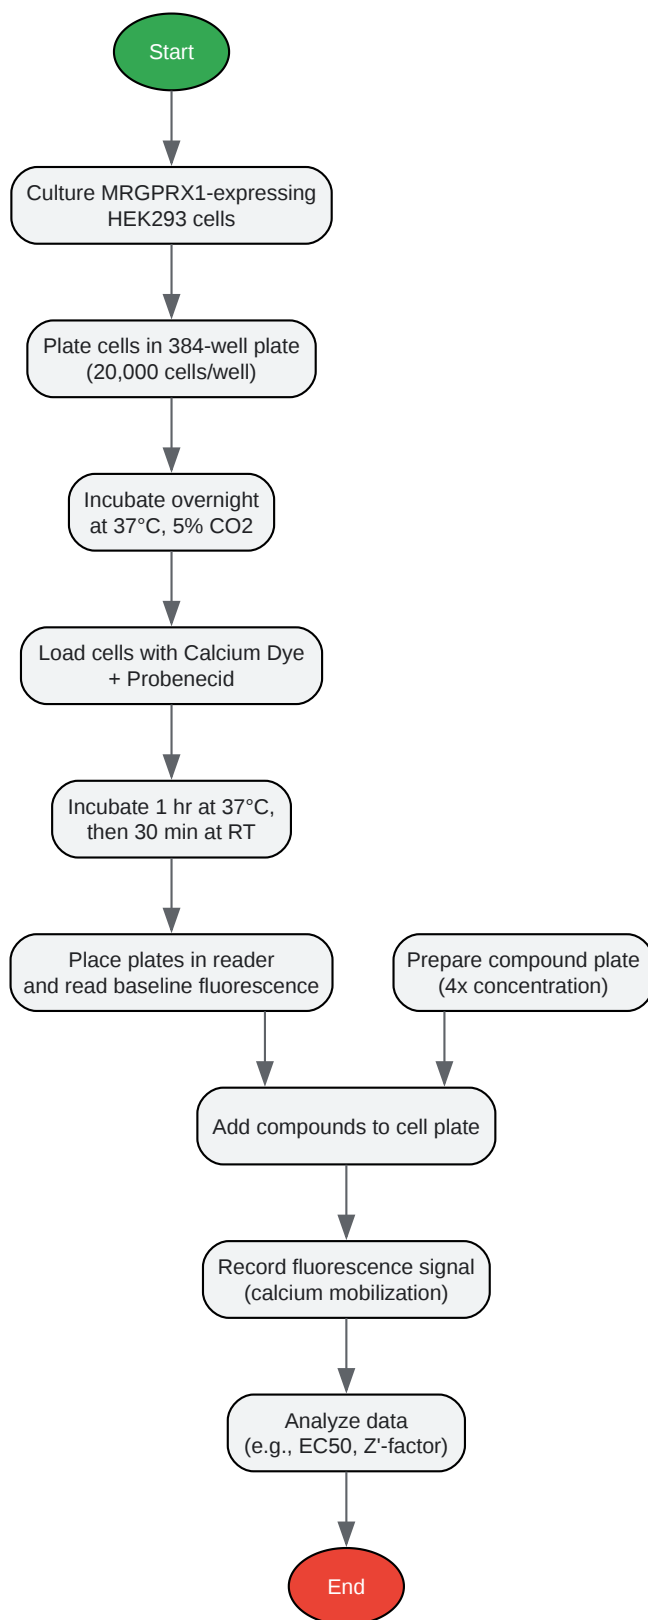 Start
Culture MRGPRX1-expressing
HEK293 cells
Plate cells in 384-well plate
(20,000 cells/well)
Incubate overnight
at 37°C, 5% CO2
Load cells with Calcium Dye
+ Probenecid
Incubate 1 hr at 37°C,
then 30 min at RT
Place plates in reader
and read baseline fluorescence
Prepare compound plate
(4x concentration)
Add compounds to cell plate
Record fluorescence signal
(calcium mobilization)
Analyze data
(e.g., EC50, Z'-factor)
End